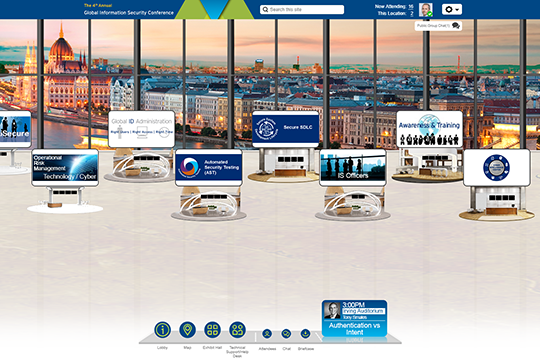 The 4th Annual
Global Information Security Conference
Search this site
Now Attending: 16
This Location: 2
Public Group Chat
Secure
Global ID Administration
Right Users | Right Access | Right Time
Secure SDLC
Awareness & Training
Operational
Risk
Management
Technology / Cyber
Automated
Security Testing
(AST)
IS Officers
3:00PM
Irving Auditorium
Tony Smales
Authentication vs
Intent
Lobby
Map
Exhibit Hall
Technical
Support/Help
Desk
Attendees
Chat
Briefcase